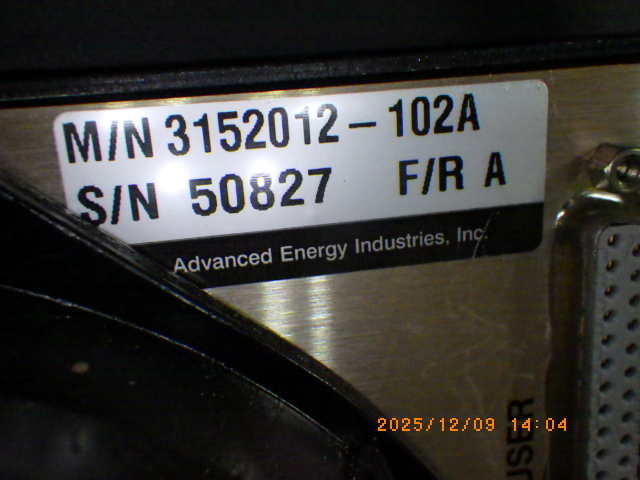 M/N 3152012-102A
S/N 50827 F/R A
Advanced Energy Industries, Inc.
USER
2025/12/09 14:04